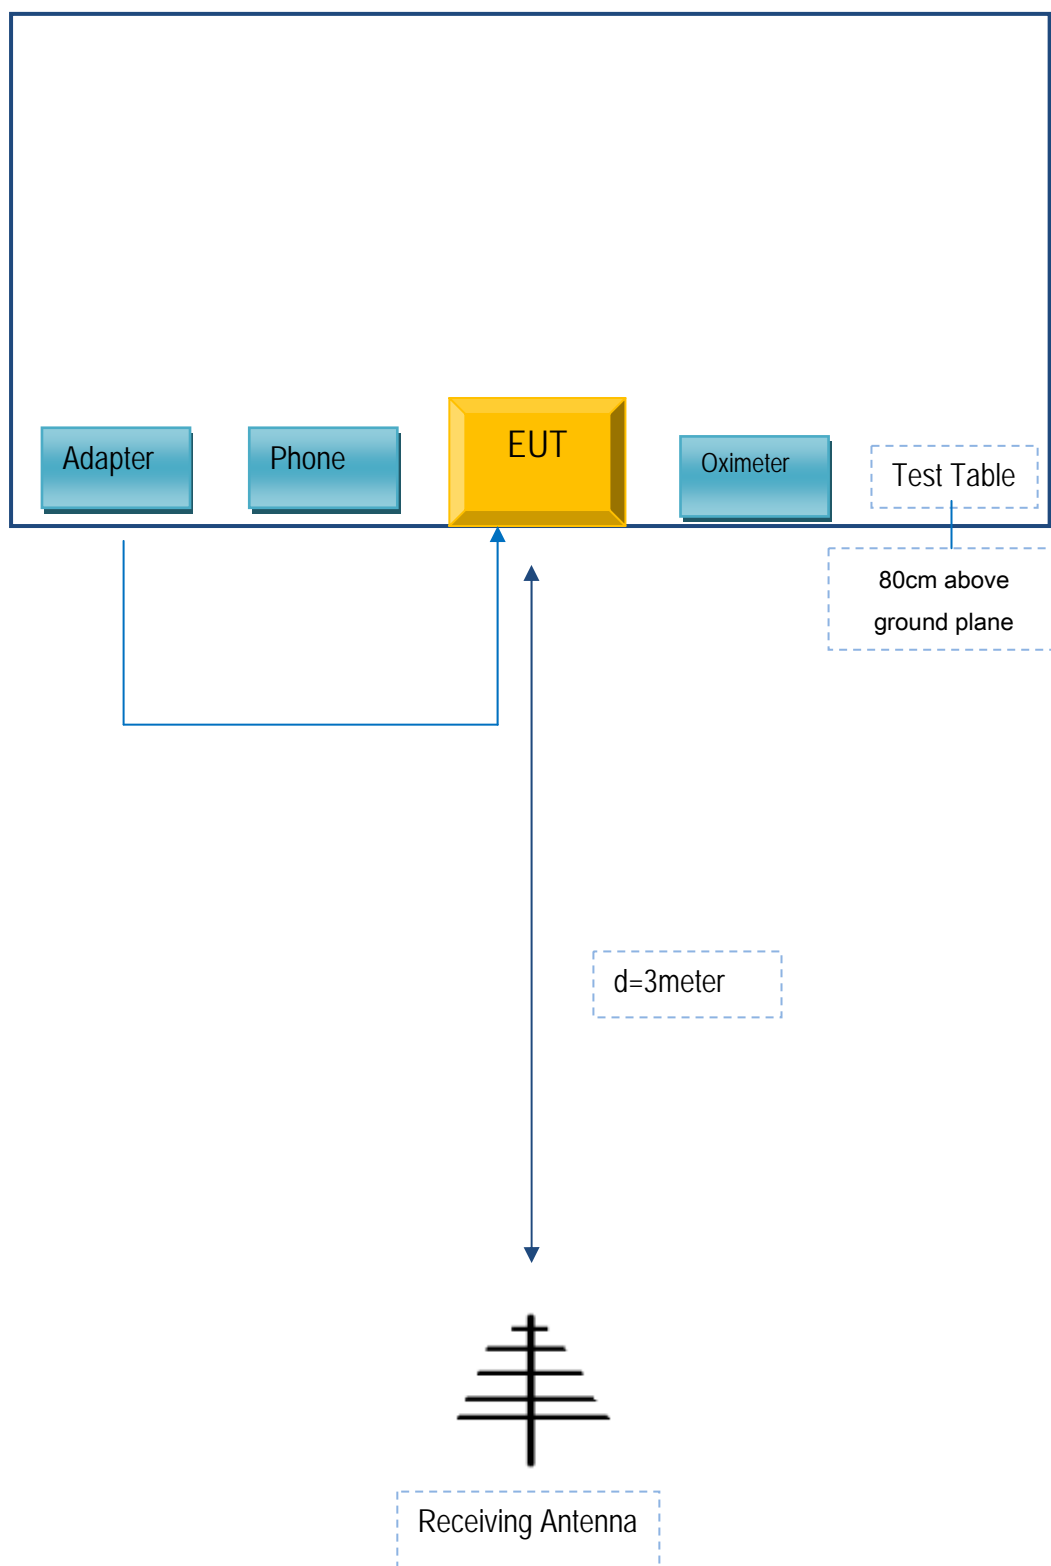 Adapter
Phone
EUT
Oximeter
Test Table
80cm above
ground plane
d=3meter
Receiving Antenna